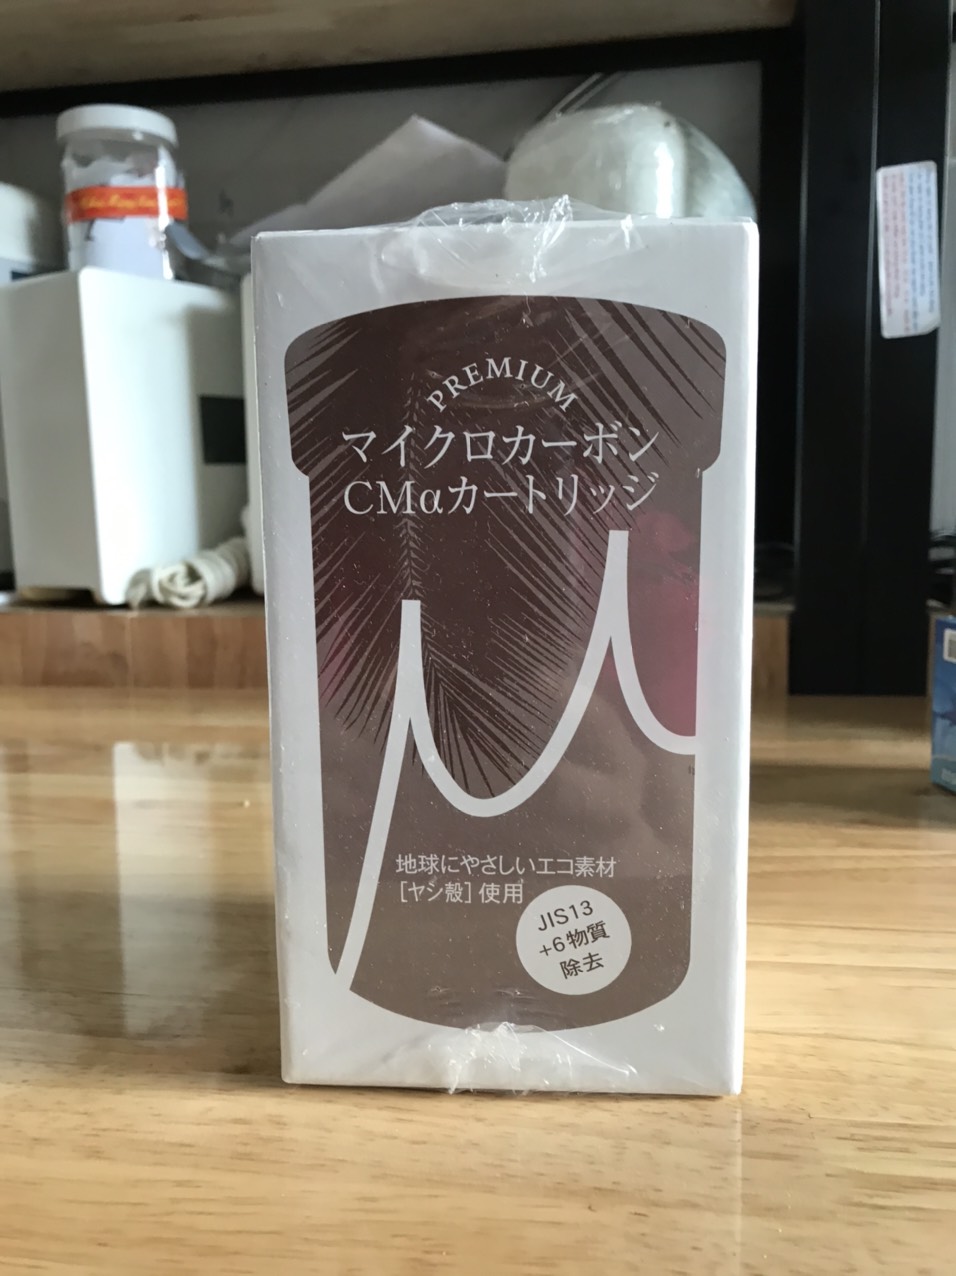 PREMIUM
マイクロカーボン
CMαカートリッジ
地球にやさしいエコ素材
[ヤシ殻] 使用
JIS13
+6物質
除去